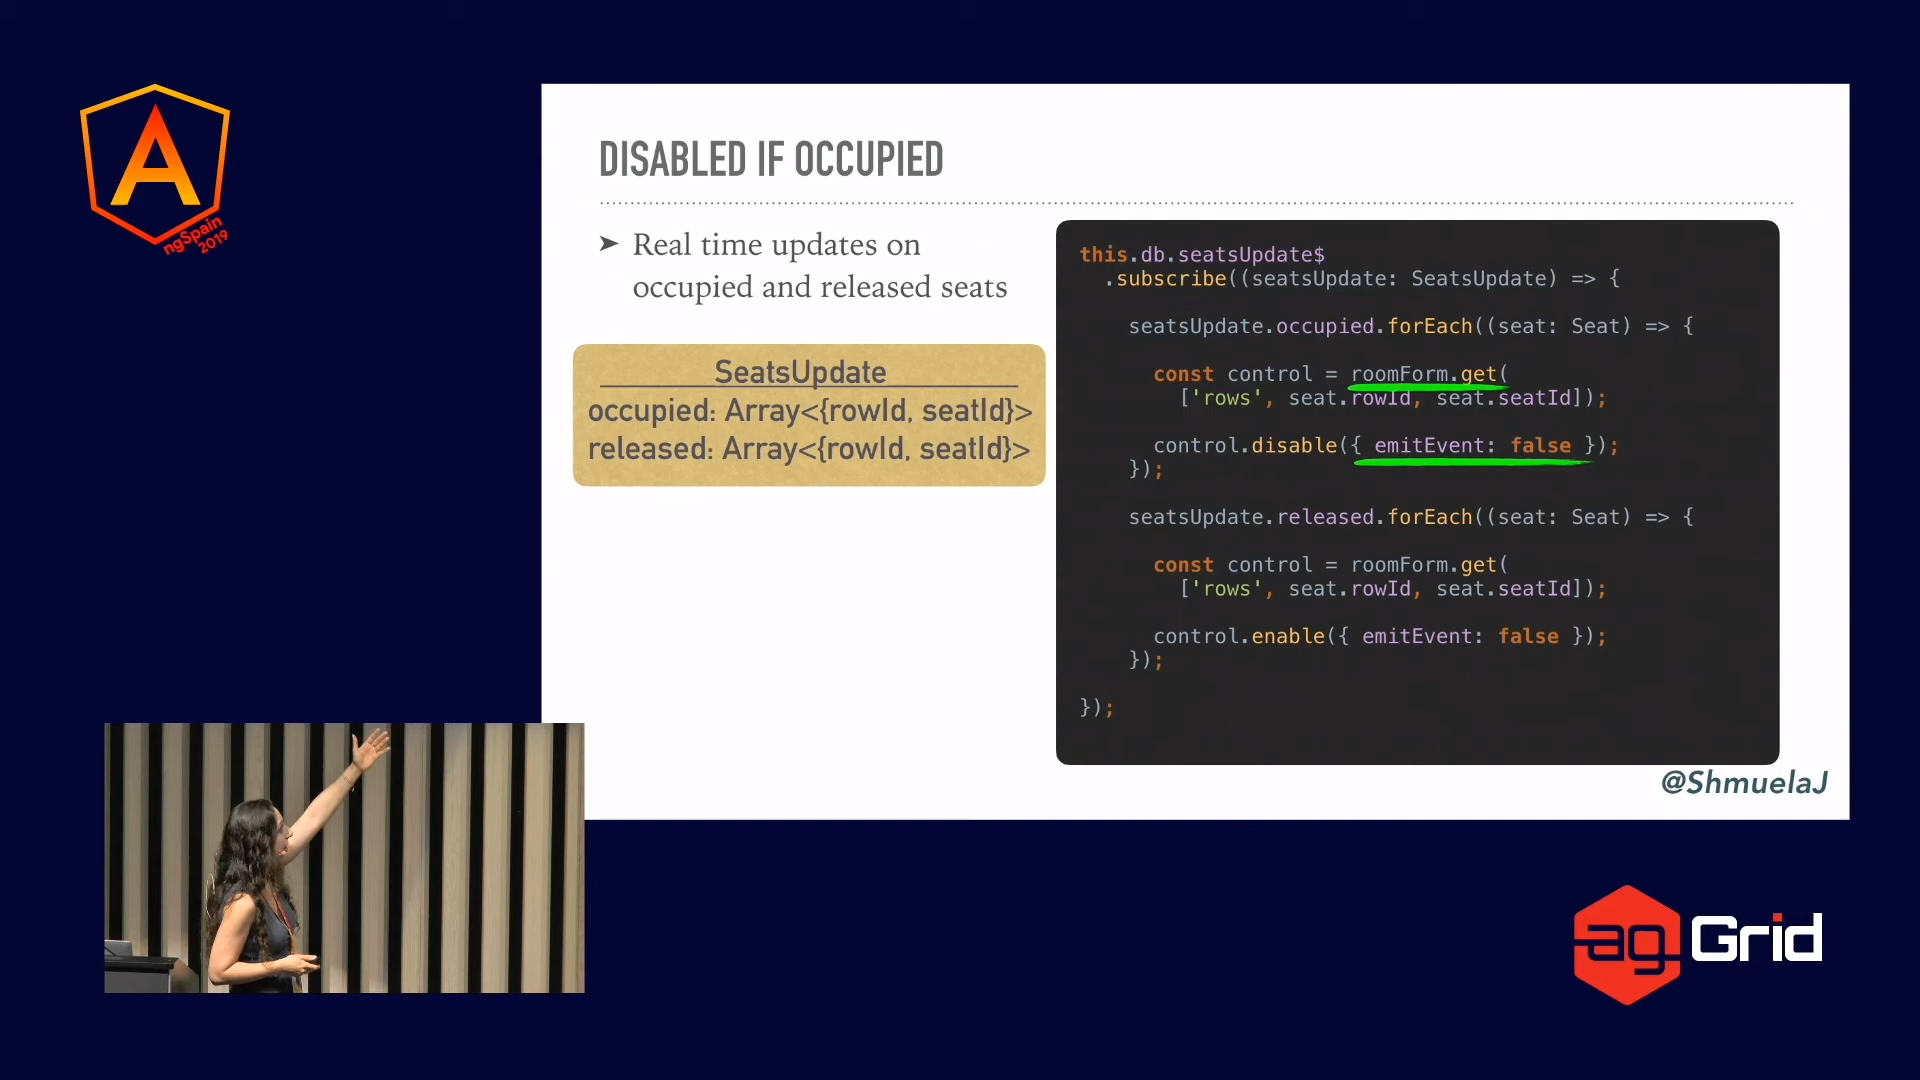 A
ngSpain
2019
DISABLED IF OCCUPIED
➤ Real time updates on
occupied and released seats
SeatsUpdate
occupied: Array<{rowId, seatId}>
released: Array<{rowId, seatId}>
this.db.seatsUpdate$
.subscribe((seatsUpdate: SeatsUpdate) => {
seatsUpdate.occupied.forEach((seat: Seat) => {
const control = roomForm.get(
['rows', seat.rowId, seat.seatId]);
control.disable({ emitEvent: false });
});
seatsUpdate.released.forEach((seat: Seat) => {
const control = roomForm.get(
['rows', seat.rowId, seat.seatId]);
control.enable({ emitEvent: false });
});
});
@ShmuelaJ
ag Grid